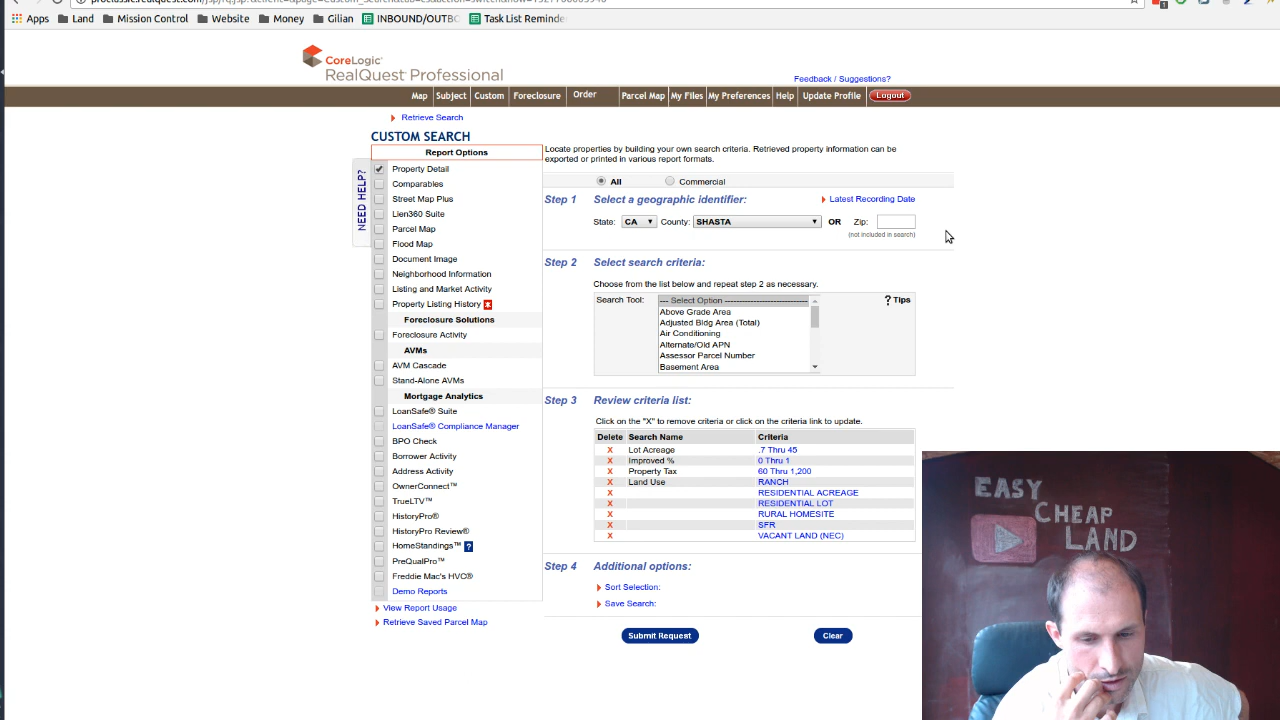 Apps Land Mission Control Website Money Gilian INBOUND/OUTBO Task List Reminde
CoreLogic
RealQuest Professional
Feedback / Suggestions?
Map Subject Custom Foreclosure Order Parcel Map My Files My Preferences Help Update Profile Logout
Retrieve Search
CUSTOM SEARCH
NEED HELP?
Report Options
Property Detail
Comparables
Street Map Plus
Lien360 Suite
Parcel Map
Flood Map
Document Image
Neighborhood Information
Listing and Market Activity
Property Listing History
Foreclosure Solutions
Foreclosure Activity
AVMs
AVM Cascade
Stand-Alone AVMs
Mortgage Analytics
LoanSafe® Suite
LoanSafe® Compliance Manager
BPO Check
Borrower Activity
Address Activity
OwnerConnect™
TrueLTV™
HistoryPro®
HistoryPro Review®
HomeStandings™ ?
PreQualPro™
Freddie Mac's HVC®
Demo Reports
View Report Usage
Retrieve Saved Parcel Map
Locate properties by building your own search criteria. Retrieved property information can be
exported or printed in various report formats.
All Commercial
Step 1 Select a geographic identifier: Latest Recording Date
State: CA County: SHASTA OR Zip:
(not included in search)
Step 2 Select search criteria:
Choose from the list below and repeat step 2 as necessary.
Search Tool: --- Select Option ---------------------------- ? Tips
Above Grade Area
Adjusted Bldg Area (Total)
Air Conditioning
Alternate/Old APN
Assessor Parcel Number
Basement Area
Step 3 Review criteria list:
Click on the "X" to remove criteria or click on the criteria link to update.
Delete Search Name Criteria
X Lot Acreage .7 Thru 45
X Improved % 0 Thru 1
X Property Tax 60 Thru 1,200
X Land Use RANCH
X RESIDENTIAL ACREAGE
X RESIDENTIAL LOT
X RURAL HOMESITE
X SFR
X VACANT LAND (NEC)
Step 4 Additional options:
Sort Selection:
Save Search:
Submit Request Clear
EASY
CHEAP
LAND